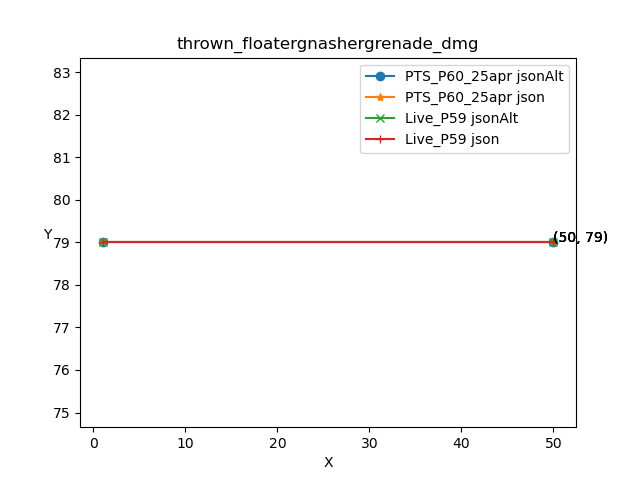 thrown_floatergnashergrenade_dmg
PTS_P60_25apr jsonAlt
PTS_P60_25apr json
Live_P59 jsonAlt
Live_P59 json
83
82
81
80
79
78
77
76
75
Y
(50, 79)
0 10 20 30 40 50
X